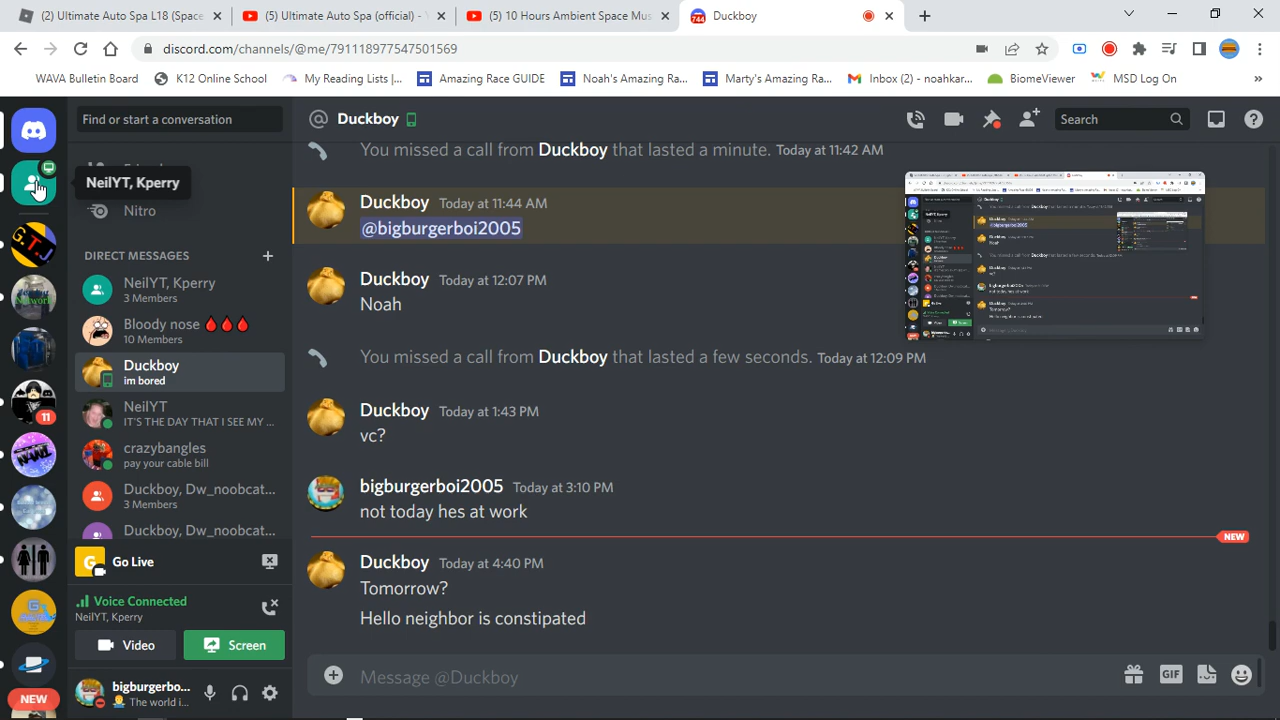 Ultimate Auto Spa L18 (Space
(5) Ultimate Auto Spa (official) -
(5) 10 Hours Ambient Space Mus
744
Duckboy
discord.com/channels/@me/791118977547501569
WAVA Bulletin Board
K12 Online School
My Reading Lists |...
Amazing Race GUIDE
Noah's Amazing Ra...
Marty's Amazing Ra...
Inbox (2) - noahkar...
BiomeViewer
MSD Log On
Find or start a conversation
Duckboy
Search
NeilYT, Kperry
Nitro
DIRECT MESSAGES
NeilYT, Kperry
3 Members
Bloody nose 🩸🩸🩸
10 Members
Duckboy
im bored
NeilYT
IT'S THE DAY THAT I SEE MY ...
crazybangles
pay your cable bill
Duckboy, Dw_noobcat...
3 Members
Duckboy, Dw_noobcat...
11
NEW
Go Live
Voice Connected
NeilYT, Kperry
Video
Screen
bigburgerbo...
The world i...
You missed a call from Duckboy that lasted a minute. Today at 11:42 AM
Duckboy Today at 11:44 AM
@bigburgerboi2005
Duckboy Today at 12:07 PM
Noah
You missed a call from Duckboy that lasted a few seconds. Today at 12:09 PM
Duckboy Today at 1:43 PM
vc?
bigburgerboi2005 Today at 3:10 PM
not today hes at work
NEW
Duckboy Today at 4:40 PM
Tomorrow?
Hello neighbor is constipated
Message @Duckboy
GIF